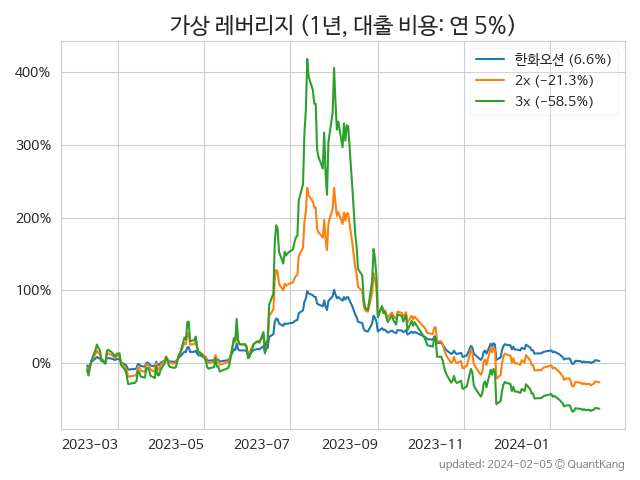 가상 레버리지 (1년, 대출 비용: 연 5%)
한화오션 (6.6%)
2x (−21.3%)
3x (−58.5%)
400%
300%
200%
100%
0%
2023-03 2023-05 2023-07 2023-09 2023-11 2024-01
updated: 2024-02-05 © QuantKang